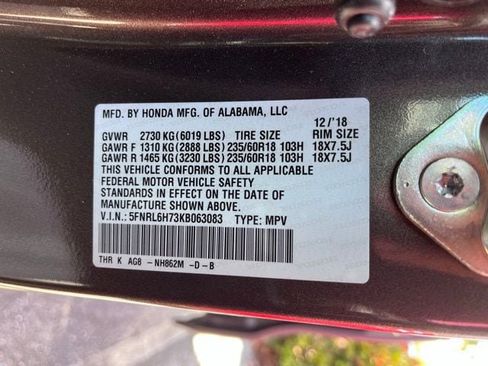 MFD. BY HONDA MFG. OF ALABAMA, LLC 12/'18
GVWR 2730 KG(6019 LBS) TIRE SIZE RIM SIZE
GAWR F 1310 KG(2888 LBS)235/60R18 103H 18X7.5J
GAWR R 1465 KG(3230 LBS)235/60R18 103H 18X7.5J
THIS VEHICLE CONFORMS TO ALL APPLICABLE
FEDERAL MOTOR VEHICLE SAFETY
STANDARDS IN EFFECT ON THE DATE OF
MANUFACTURE SHOWN ABOVE.
V.I.N.: 5FNRL6H73KB063083 TYPE: MPV
THR K AG8 -NH862M -D-B